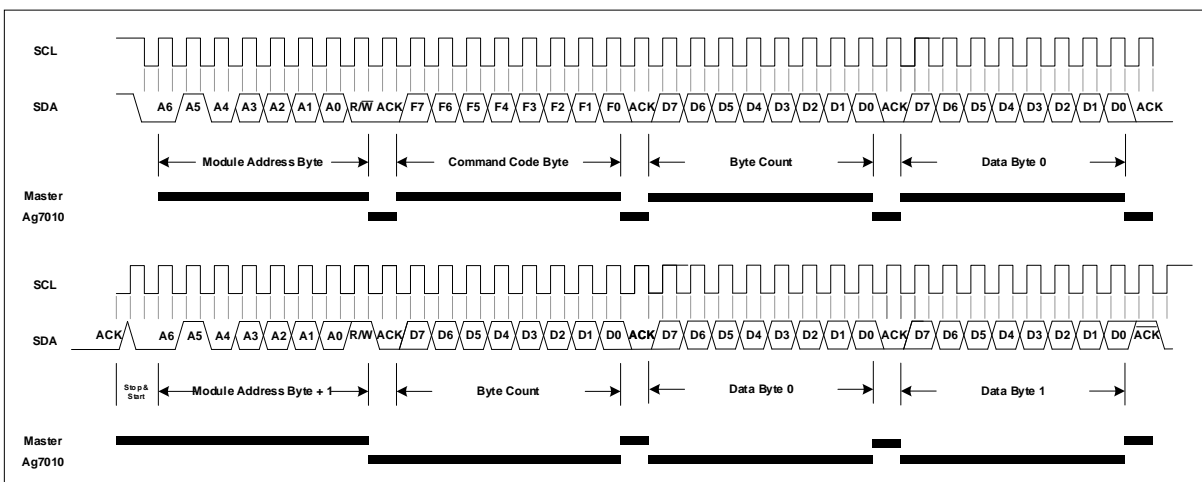 SCL
SDA A6 A5 A4 A3 A2 A1 A0 R/W̅ ACK F7 F6 F5 F4 F3 F2 F1 F0 ACK D7 D6 D5 D4 D3 D2 D1 D0 ACK D7 D6 D5 D4 D3 D2 D1 D0 ACK
Module Address Byte Command Code Byte Byte Count Data Byte 0
Master
Ag7010
SCL
SDA ACK A6 A5 A4 A3 A2 A1 A0 R/W ACK D7 D6 D5 D4 D3 D2 D1 D0 ACK D7 D6 D5 D4 D3 D2 D1 D0 ACK D7 D6 D5 D4 D3 D2 D1 D0 A̅C̅K̅
Stop & Start Module Address Byte + 1 Byte Count Data Byte 0 Data Byte 1
Master
Ag7010